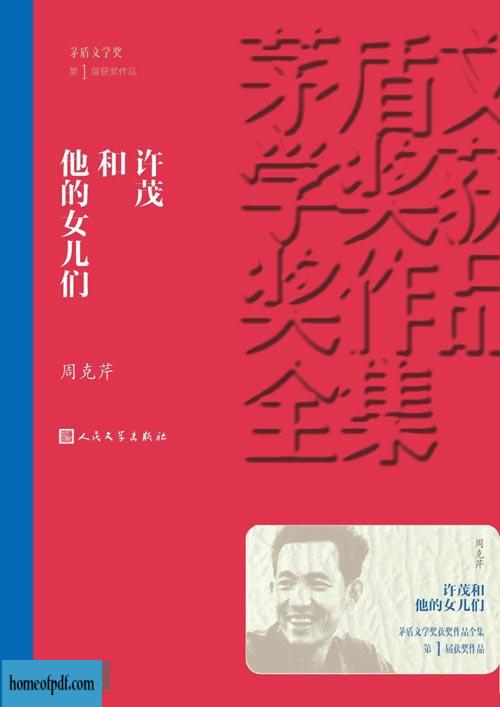 茅盾文学奖
第1届获奖作品
许茂
和
他的女儿们
周克芹
人民文学出版社
茅盾文
学奖获
奖作品
全集
周克芹
许茂和
他的女儿们
茅盾文学奖获奖作品全集
第1届获奖作品
homeofpdf.com